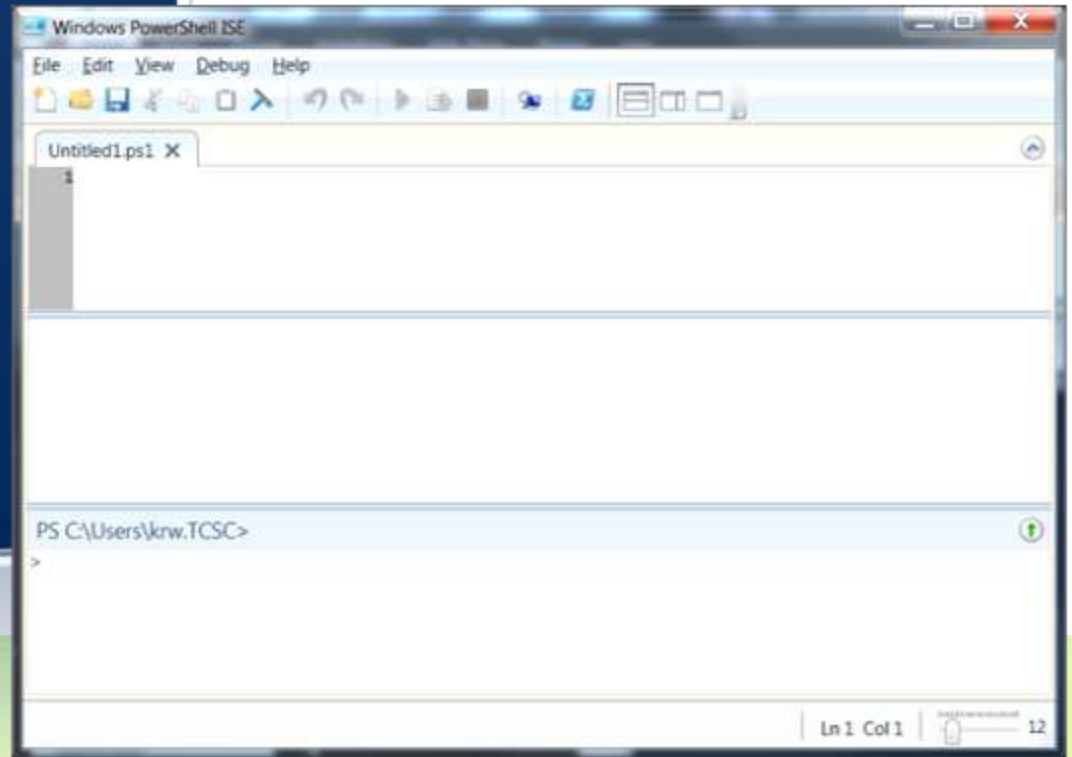 Windows PowerShell ISE
File Edit View Debug Help
Untitled1.ps1
1
PS C:\Users\krw.TCSC>
>
Ln 1 Col 1 12